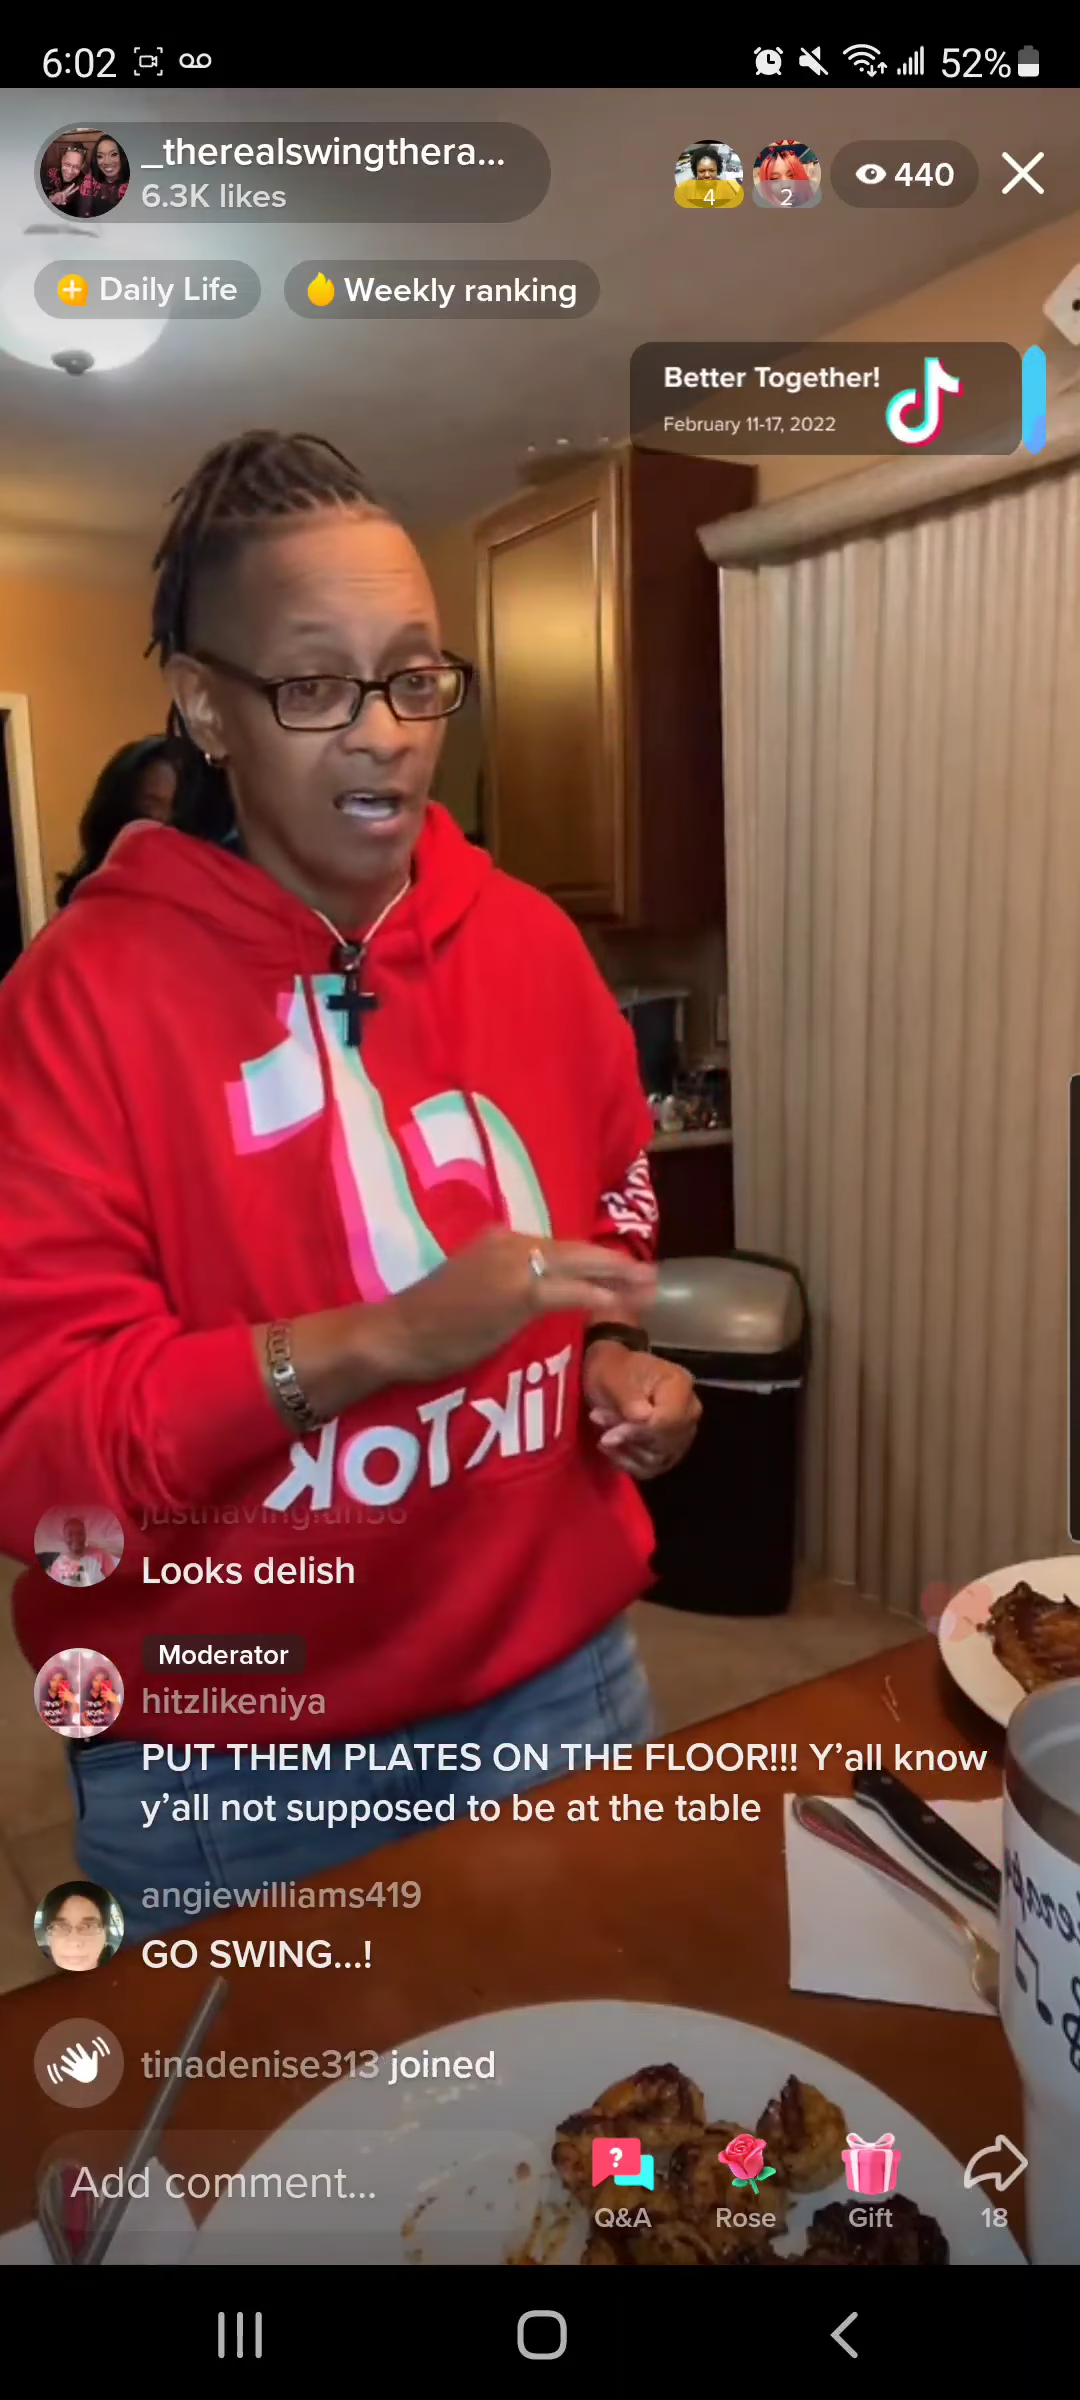 6:02
52%
_therealswingthera...
6.3K likes
4
2
440
Daily Life
Weekly ranking
Better Together!
February 11-17, 2022
TikTok
justhavingfun56
Looks delish
Moderator
hitzlikeniya
PUT THEM PLATES ON THE FLOOR!!! Y’all know
y’all not supposed to be at the table
angiewilliams419
GO SWING...!
tinadenise313 joined
Add comment...
?
Q&A
Rose
Gift
18